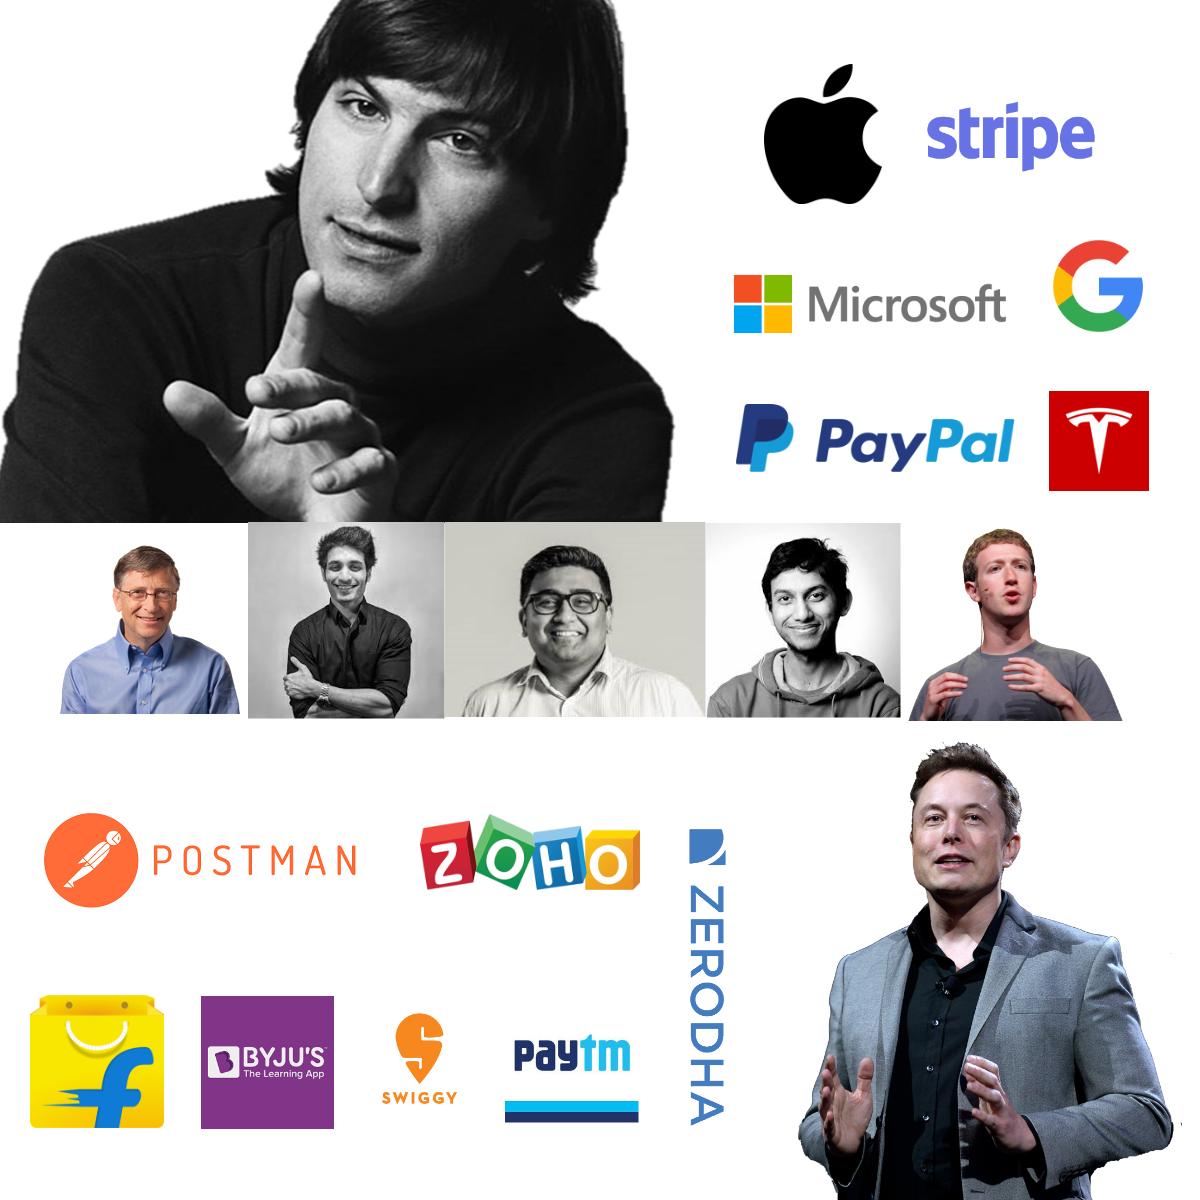 stripe
Microsoft
PayPal
POSTMAN
ZOHO
ZERODHA
BYJU'S
The Learning App
SWIGGY
paytm